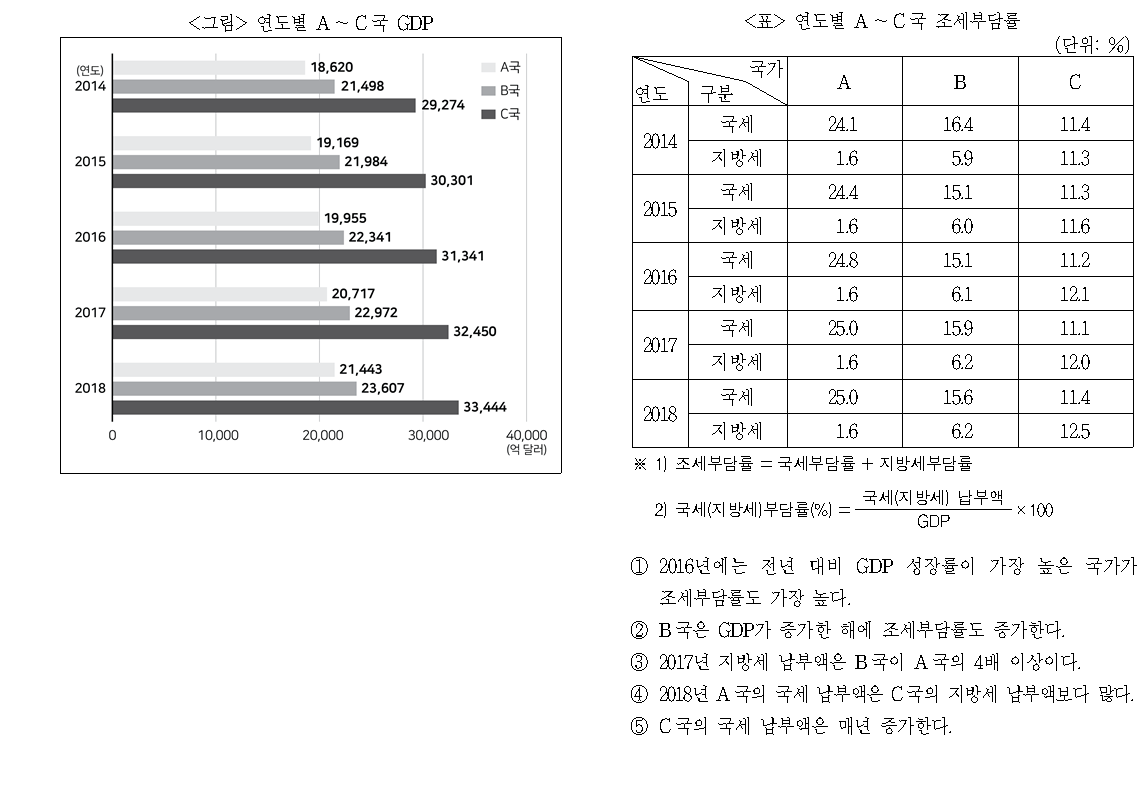 <그림> 연도별 A ~ C국 GDP
(연도)
A국
B국
C국
2014
18,620
21,498
29,274
2015
19,169
21,984
30,301
2016
19,955
22,341
31,341
2017
20,717
22,972
32,450
2018
21,443
23,607
33,444
0 10,000 20,000 30,000 40,000
(억 달러)
<표> 연도별 A ~ C국 조세부담률
(단위: %)
국가 A B C
연도 구분
2014 국세 24.1 16.4 11.4
지방세 1.6 5.9 11.3
2015 국세 24.4 15.1 11.3
지방세 1.6 6.0 11.6
2016 국세 24.8 15.1 11.2
지방세 1.6 6.1 12.1
2017 국세 25.0 15.9 11.1
지방세 1.6 6.2 12.0
2018 국세 25.0 15.6 11.4
지방세 1.6 6.2 12.5
※ 1) 조세부담률 = 국세부담률 + 지방세부담률
2) 국세(지방세)부담률(%) = 국세(지방세) 납부액 / GDP × 100
① 2016년에는 전년 대비 GDP 성장률이 가장 높은 국가가
조세부담률도 가장 높다.
② B국은 GDP가 증가한 해에 조세부담률도 증가한다.
③ 2017년 지방세 납부액은 B국이 A국의 4배 이상이다.
④ 2018년 A국의 국세 납부액은 C국의 지방세 납부액보다 많다.
⑤ C국의 국세 납부액은 매년 증가한다.